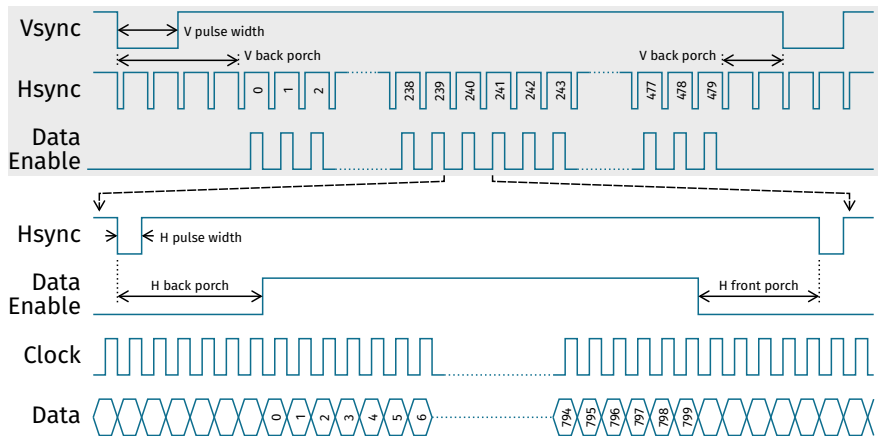 Vsync
V pulse width
V back porch
V back porch
Hsync
0 1 2 238 239 240 241 242 243 477 478 479
Data
Enable
Hsync
H pulse width
Data
Enable
H back porch
H front porch
Clock
Data
0 1 2 3 4 5 6 794 795 796 797 798 799